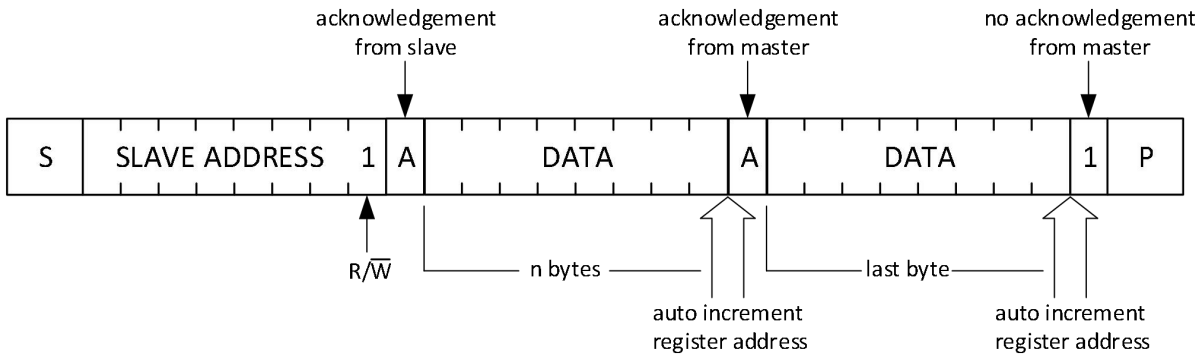 acknowledgement
from slave
acknowledgement
from master
no acknowledgement
from master
S SLAVE ADDRESS 1 A DATA A DATA 1 P
R/W̅
n bytes
last byte
auto increment
register address
auto increment
register address